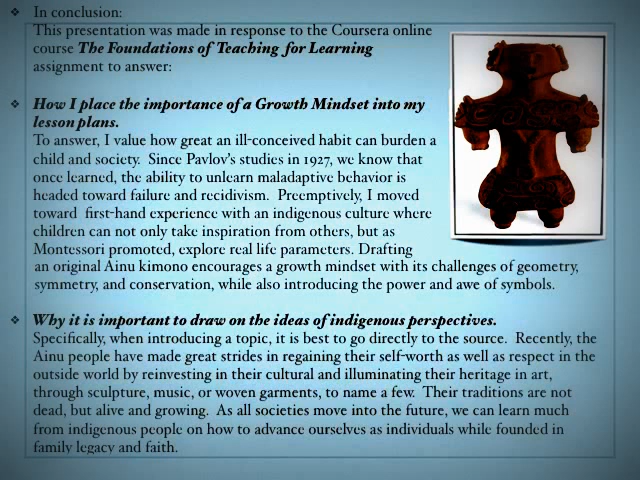 ❖ In conclusion:
This presentation was made in response to the Coursera online
course The Foundations of Teaching for Learning
assignment to answer:
❖ How I place the importance of a Growth Mindset into my
lesson plans.
To answer, I value how great an ill-conceived habit can burden a
child and society. Since Pavlov's studies in 1927, we know that
once learned, the ability to unlearn maladaptive behavior is
headed toward failure and recidivism. Preemptively, I moved
toward first-hand experience with an indigenous culture where
children can not only take inspiration from others, but as
Montessori promoted, explore real life parameters. Drafting
an original Ainu kimono encourages a growth mindset with its challenges of geometry,
symmetry, and conservation, while also introducing the power and awe of symbols.
❖ Why it is important to draw on the ideas of indigenous perspectives.
Specifically, when introducing a topic, it is best to go directly to the source. Recently, the
Ainu people have made great strides in regaining their self-worth as well as respect in the
outside world by reinvesting in their cultural and illuminating their heritage in art,
through sculpture, music, or woven garments, to name a few. Their traditions are not
dead, but alive and growing. As all societies move into the future, we can learn much
from indigenous people on how to advance ourselves as individuals while founded in
family legacy and faith.